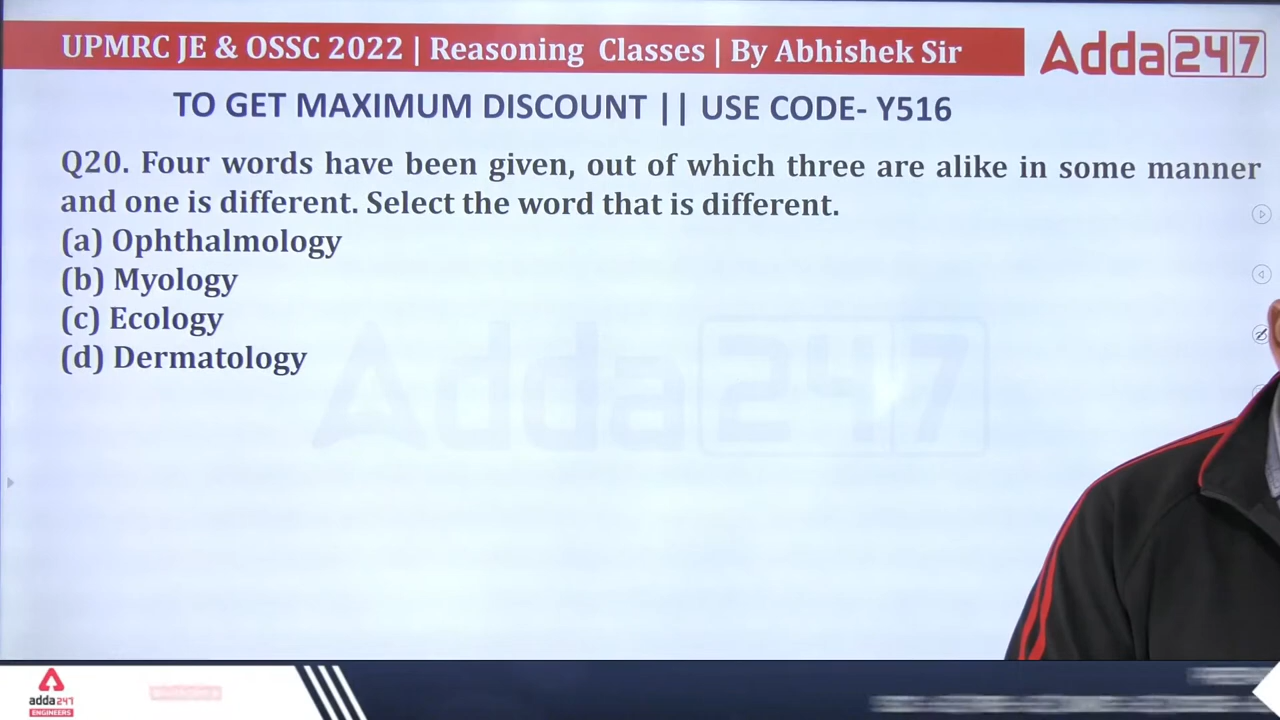 UPMRC JE & OSSC 2022 | Reasoning Classes | By Abhishek Sir
Adda247
TO GET MAXIMUM DISCOUNT || USE CODE- Y516
Q20. Four words have been given, out of which three are alike in some manner
and one is different. Select the word that is different.
(a) Ophthalmology
(b) Myology
(c) Ecology
(d) Dermatology
Adda247
adda247
ENGINEERS